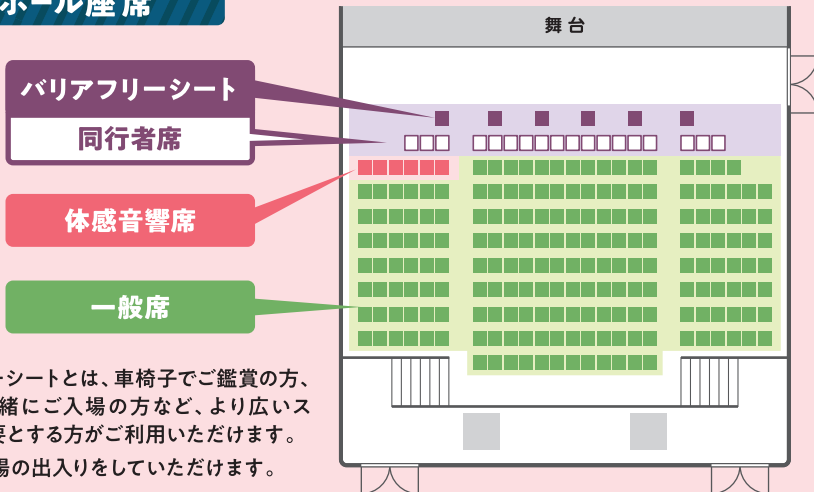 ホール座席
舞台
バリアフリーシート
同行者席
体感音響席
一般席
ーシートとは、車椅子でご鑑賞の方、
緒にご入場の方など、より広いス
要とする方がご利用いただけます。
場の出入りをしていただけます。